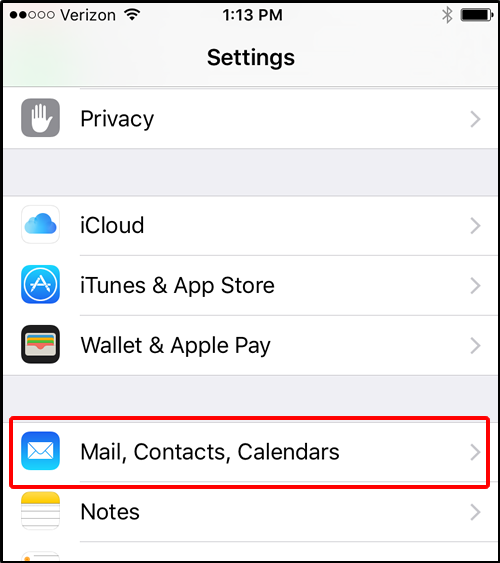 Verizon 1:13 PM
Settings
Privacy
iCloud
iTunes & App Store
Wallet & Apple Pay
Mail, Contacts, Calendars
Notes